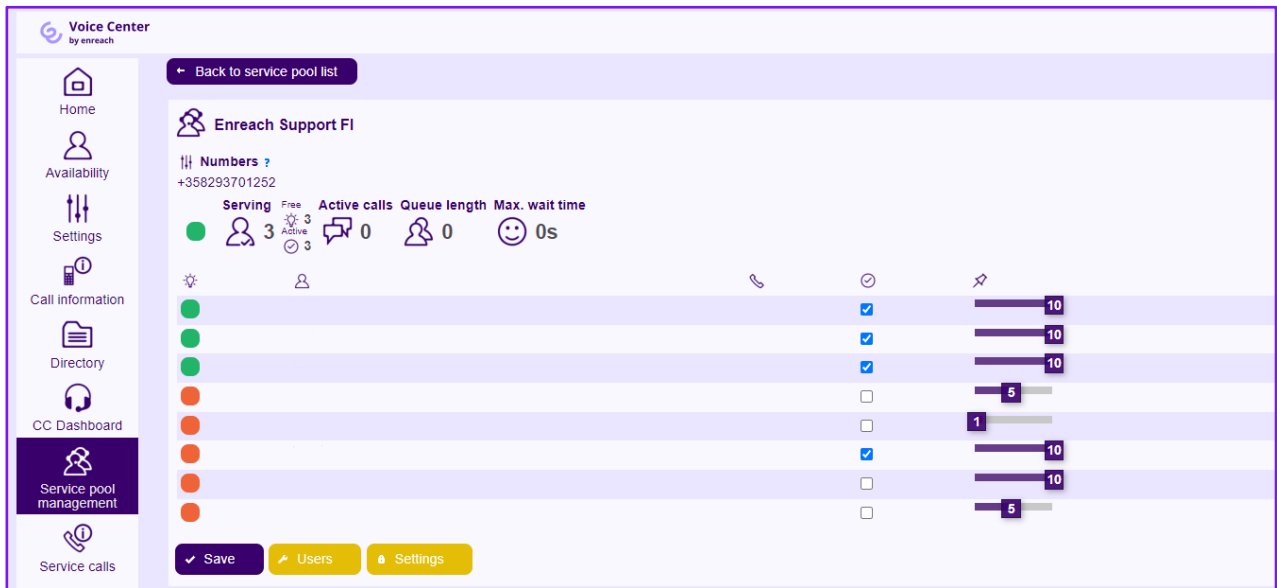 Voice Center
by enreach
Home
Availability
Settings
Call information
Directory
CC Dashboard
Service pool
management
Service calls
← Back to service pool list
Enreach Support FI
Numbers ?
+358293701252
Serving Free Active calls Queue length Max. wait time
3 3 0 0 0s
Active
3
10
10
10
5
1
10
10
5
Save Users Settings